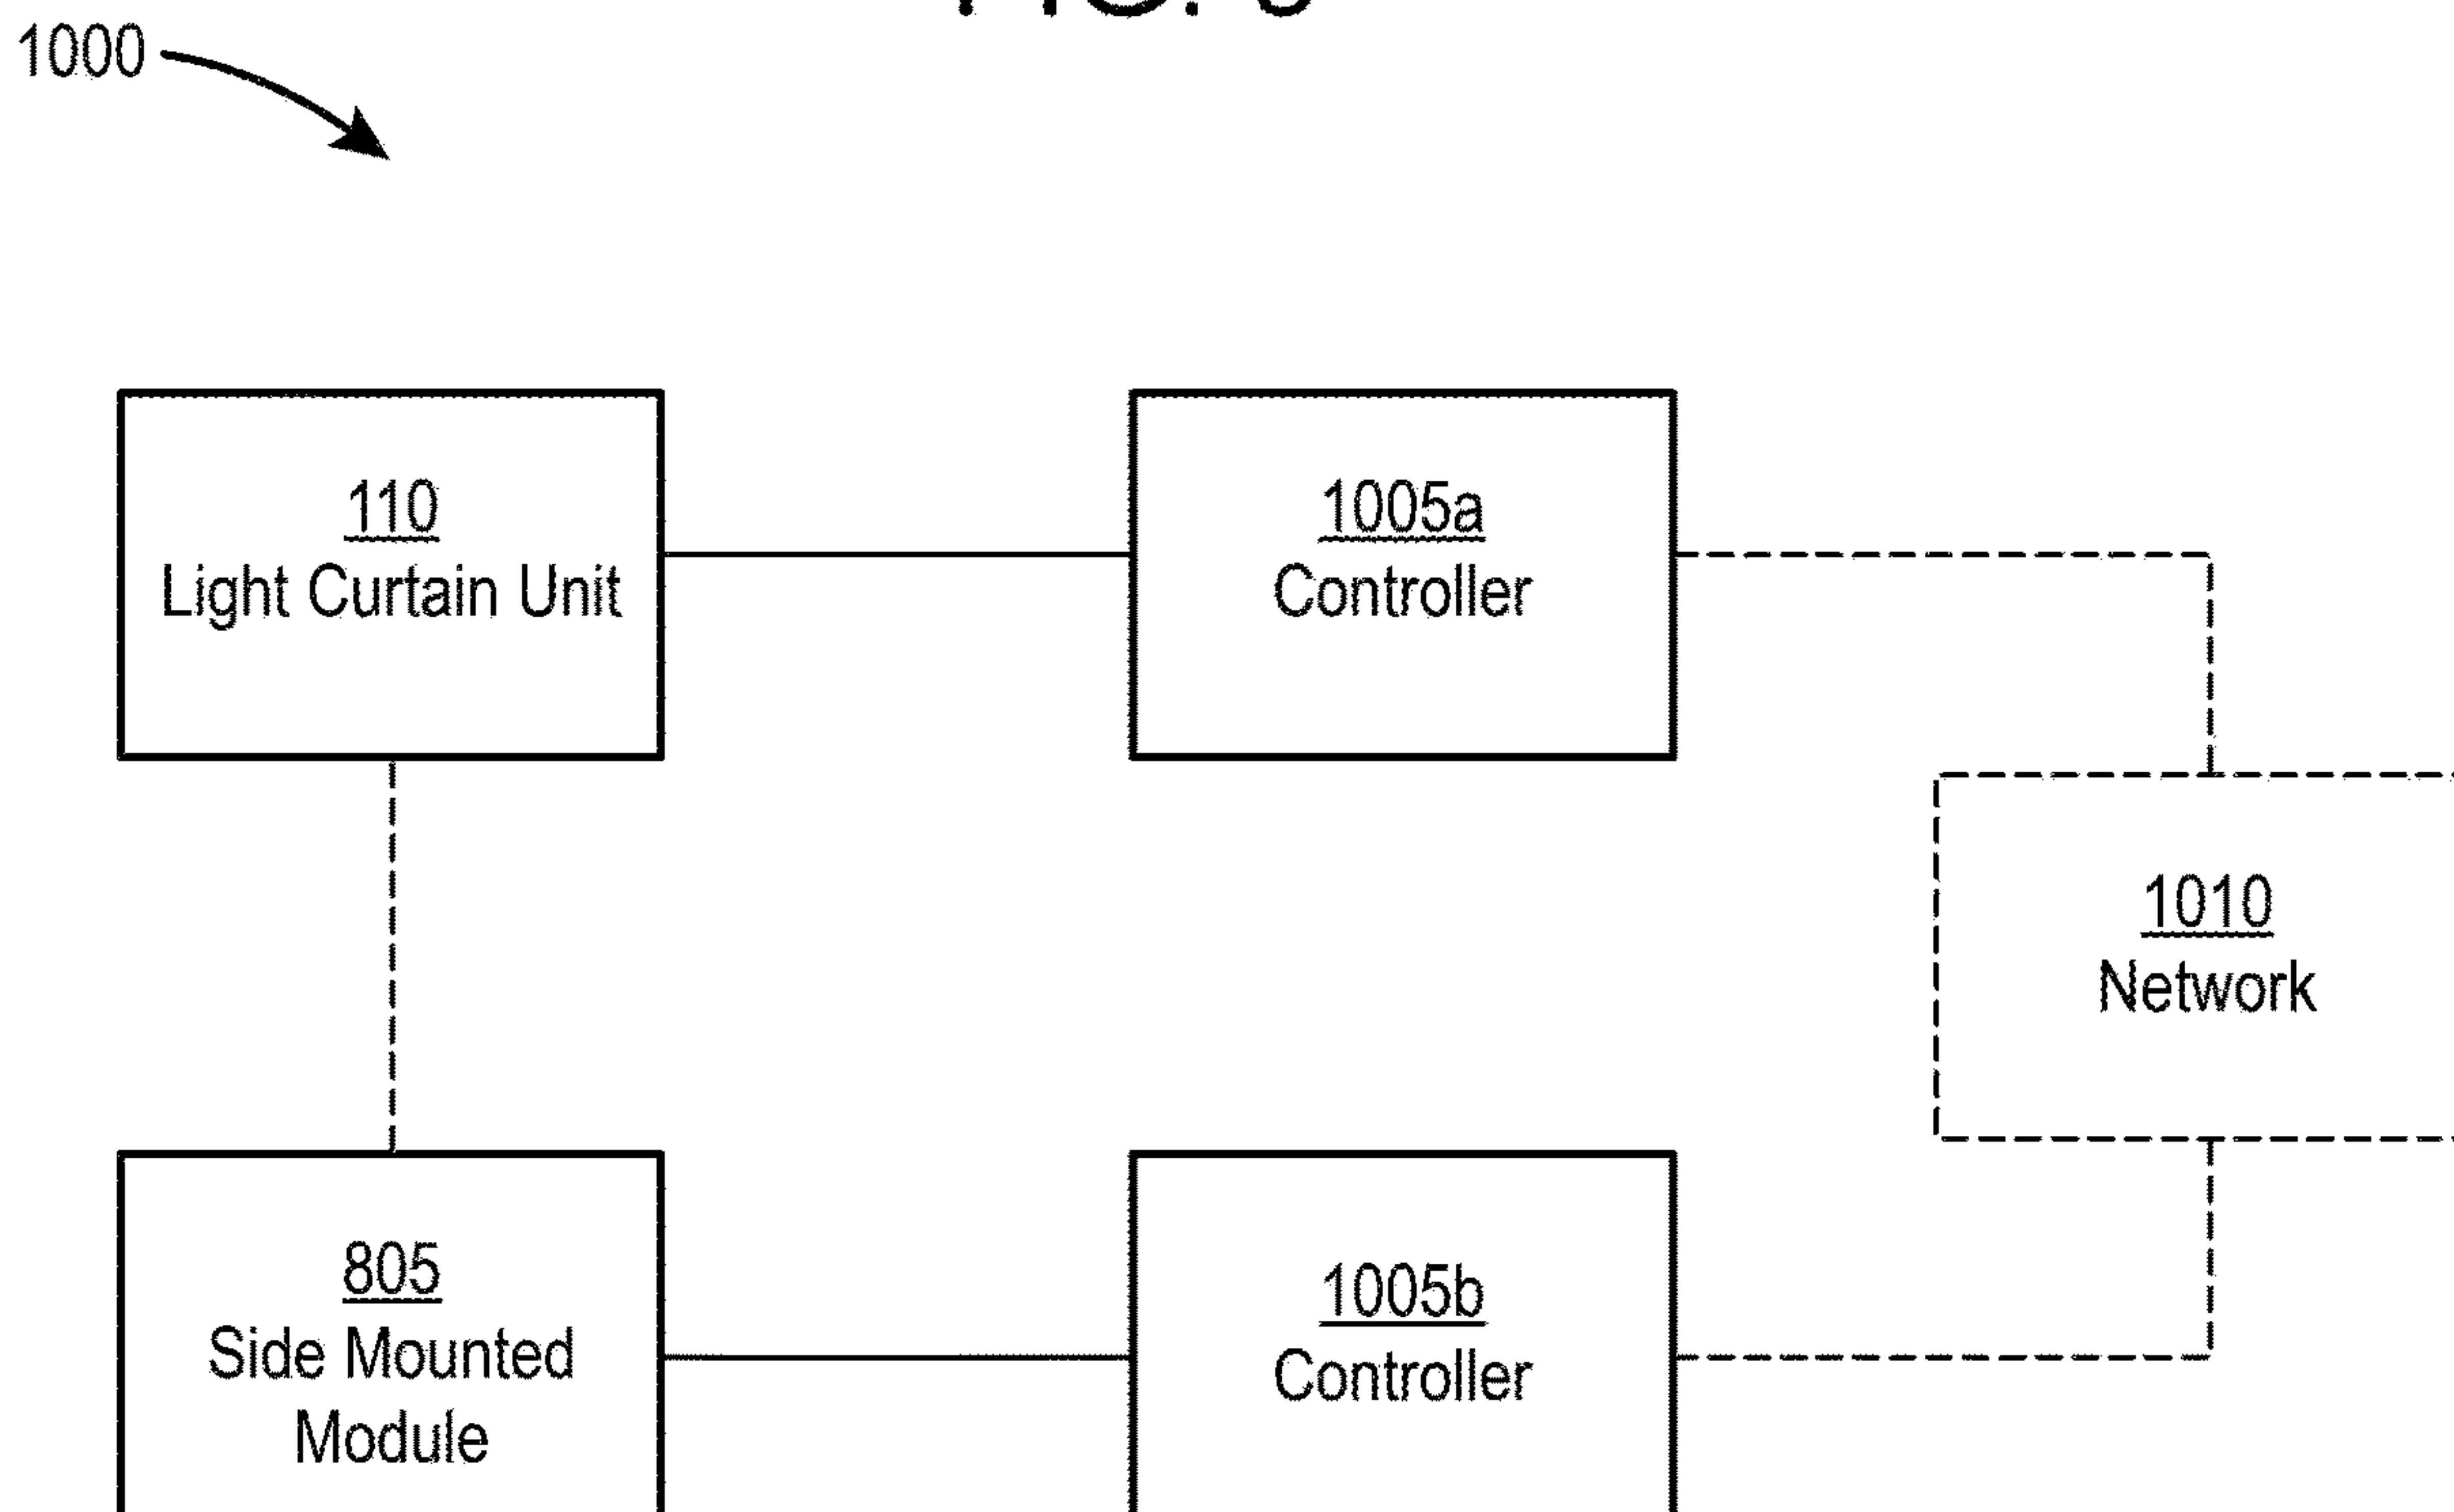 1000
110
Light Curtain Unit
1005a
Controller
1010
Network
805
Side Mounted
Module
1005b
Controller